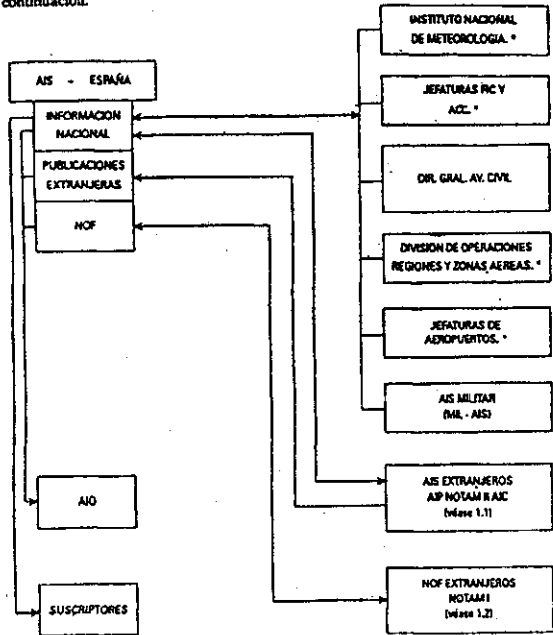 continuación.
AIS - ESPAÑA
INFORMACION
NACIONAL
PUBLICACIONES
EXTRANJERAS
NOF
AIO
SUSCRIPTORES
INSTITUTO NACIONAL
DE METEOROLOGIA. *
JEFATURAS FIC Y
ACC. *
DIR. GRAL. AV. CIVIL
DIVISION DE OPERACIONES
REGIONES Y ZONAS AEREAS. *
JEFATURAS DE
AEROPUERTOS. *
AIS MILITAR
(MIL - AIS)
AIS EXTRANJEROS
AIP NOTAM II AIC
(véase 1.1)
NOF EXTRANJEROS
NOTAM I
(véase 1.2)